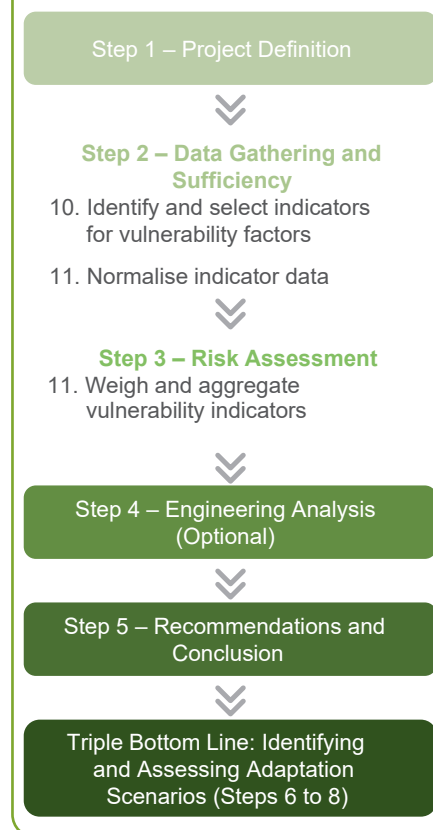 Step 1 – Project Definition
Step 2 – Data Gathering and
Sufficiency
10. Identify and select indicators
for vulnerability factors
11. Normalise indicator data
Step 3 – Risk Assessment
11. Weigh and aggregate
vulnerability indicators
Step 4 – Engineering Analysis
(Optional)
Step 5 – Recommendations and
Conclusion
Triple Bottom Line: Identifying
and Assessing Adaptation
Scenarios (Steps 6 to 8)